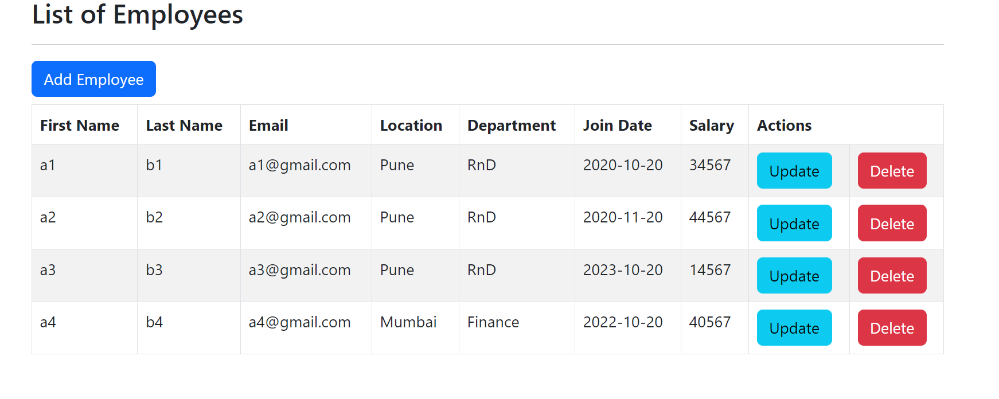 List of Employees
Add Employee
First Name Last Name Email Location Department Join Date Salary Actions
a1 b1 a1@gmail.com Pune RnD 2020-10-20 34567 Update Delete
a2 b2 a2@gmail.com Pune RnD 2020-11-20 44567 Update Delete
a3 b3 a3@gmail.com Pune RnD 2023-10-20 14567 Update Delete
a4 b4 a4@gmail.com Mumbai Finance 2022-10-20 40567 Update Delete